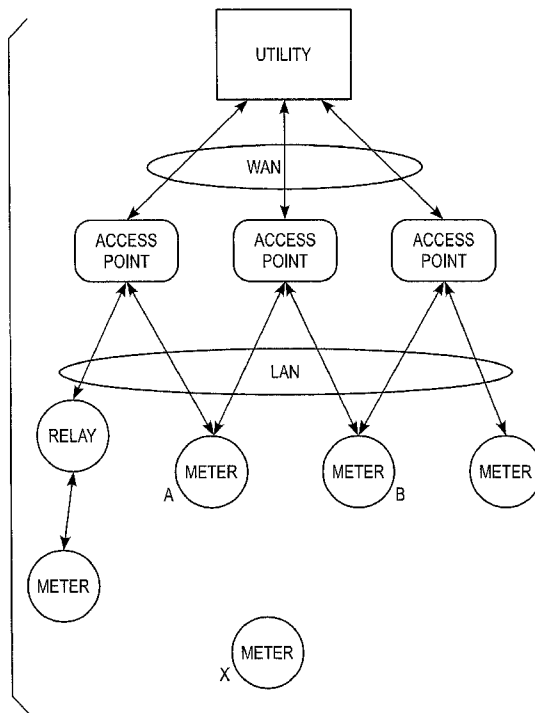 UTILITY
WAN
ACCESS
POINT
ACCESS
POINT
ACCESS
POINT
LAN
RELAY
METER
A
METER
B
METER
METER
METER
X